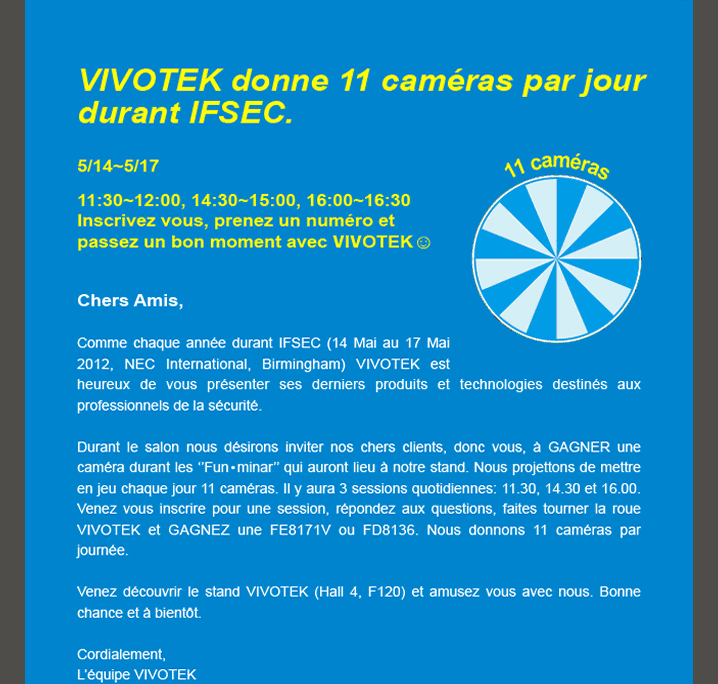 VIVOTEK donne 11 caméras par jour
durant IFSEC.
5/14~5/17
11 caméras
11:30~12:00, 14:30~15:00, 16:00~16:30
Inscrivez vous, prenez un numéro et
passez un bon moment avec VIVOTEK☺
Chers Amis,
Comme chaque année durant IFSEC (14 Mai au 17 Mai
2012, NEC International, Birmingham) VIVOTEK est
heureux de vous présenter ses derniers produits et technologies destinés aux
professionnels de la sécurité.
Durant le salon nous désirons inviter nos chers clients, donc vous, à GAGNER une
caméra durant les ‘’Fun•minar’’ qui auront lieu à notre stand. Nous projettons de mettre
en jeu chaque jour 11 caméras. Il y aura 3 sessions quotidiennes: 11.30, 14.30 et 16.00.
Venez vous inscrire pour une session, répondez aux questions, faites tourner la roue
VIVOTEK et GAGNEZ une FE8171V ou FD8136. Nous donnons 11 caméras par
journée.
Venez découvrir le stand VIVOTEK (Hall 4, F120) et amusez vous avec nous. Bonne
chance et à bientôt.
Cordialement,
L'équipe VIVOTEK